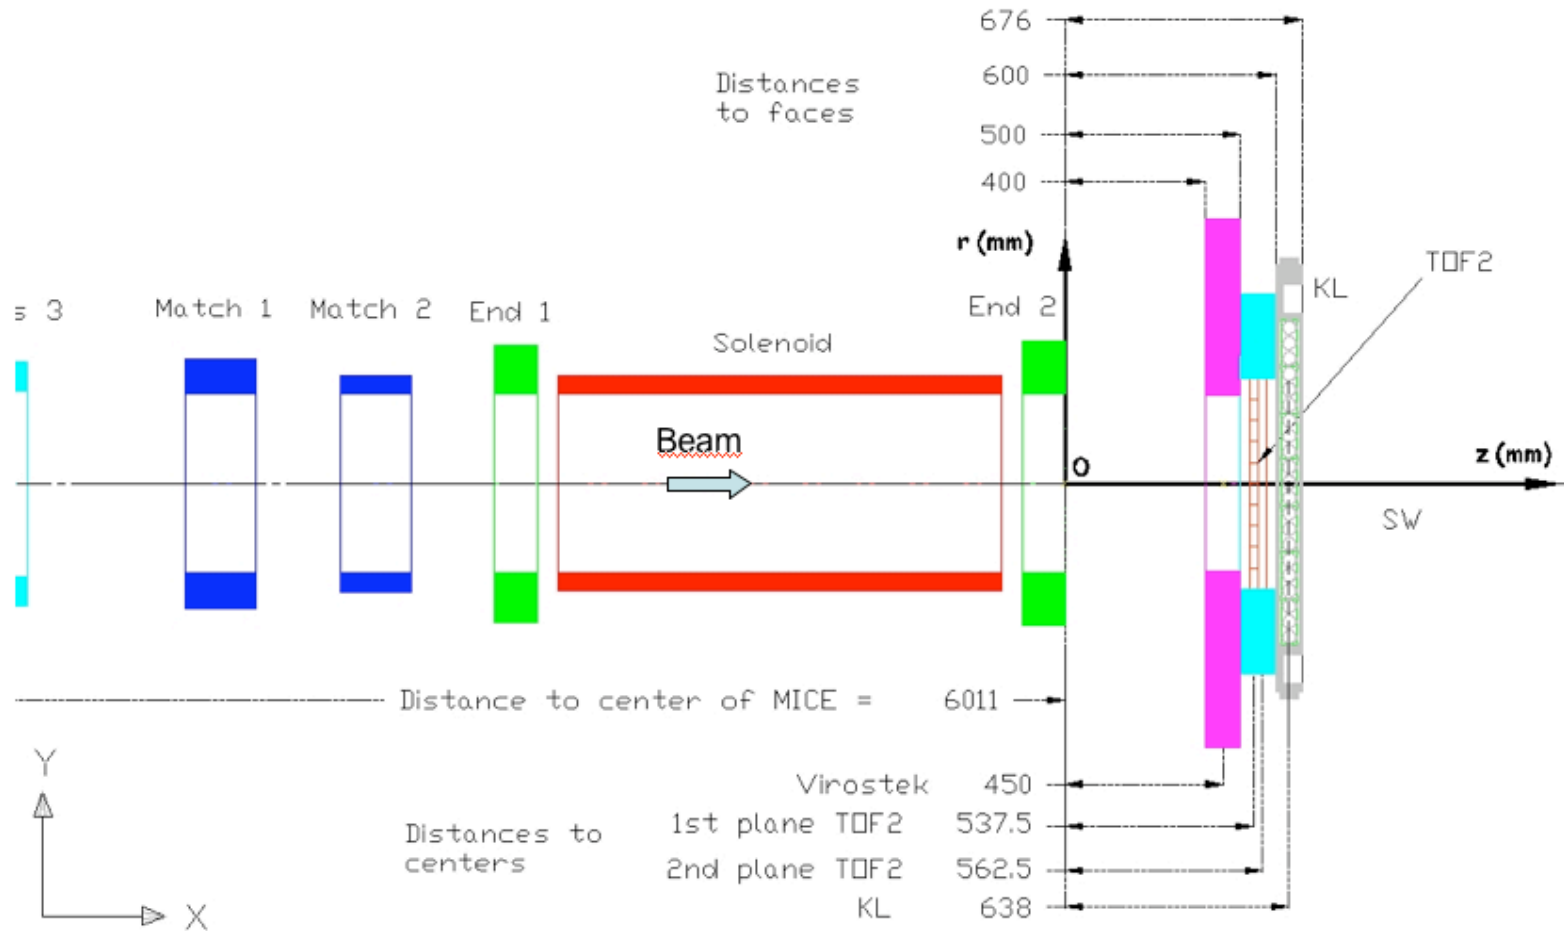 676
Distances
to faces
600
500
400
r (mm)
TOF2
KL
s 3
Match 1
Match 2
End 1
End 2
Solenoid
Beam
O
z (mm)
SW
Distance to center of MICE = 6011
Y
X
Distances to
centers
Virostek 450
1st plane TOF2 537.5
2nd plane TOF2 562.5
KL 638